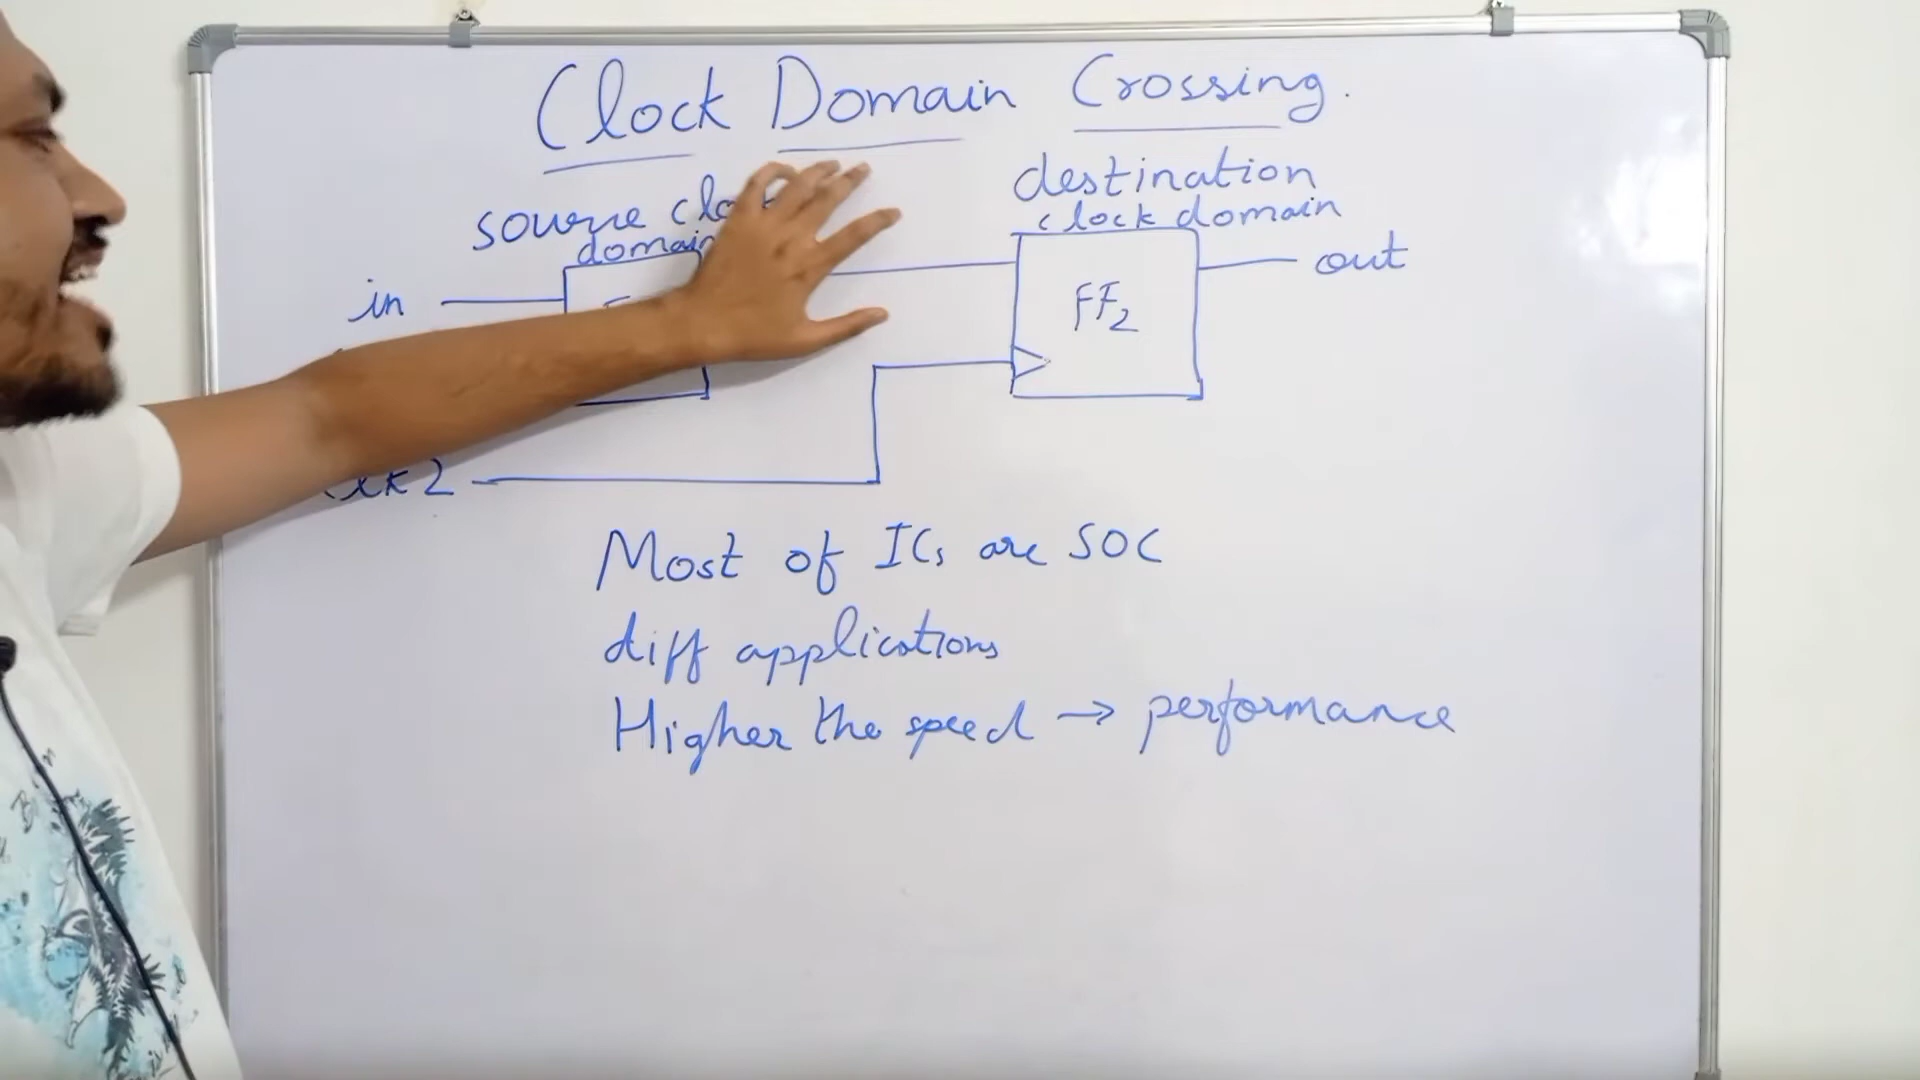 Clock Domain Crossing.
source
domain
destination
clock domain
in
out
FF2
clk2
Most of ICs are SOC
diff applications
Higher the speed → performance